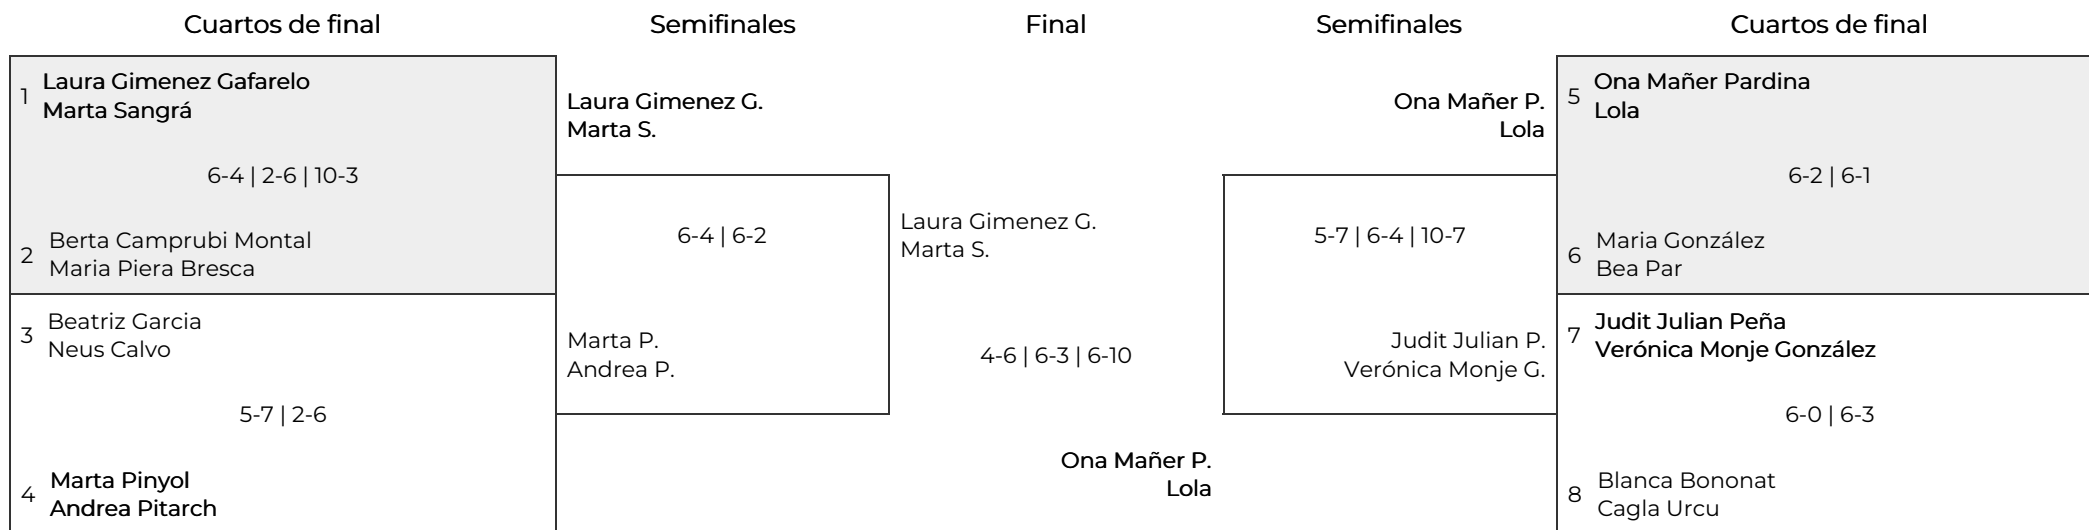 Cuartos de final
Semifinales
Final
Semifinales
Cuartos de final
1
Laura Gimenez Gafarelo
Marta Sangrá
6-4 | 2-6 | 10-3
2
Berta Camprubi Montal
Maria Piera Bresca
3
Beatriz Garcia
Neus Calvo
5-7 | 2-6
4
Marta Pinyol
Andrea Pitarch
Laura Gimenez G.
Marta S.
6-4 | 6-2
Marta P.
Andrea P.
Laura Gimenez G.
Marta S.
4-6 | 6-3 | 6-10
Ona Mañer P.
Lola
Ona Mañer P.
Lola
5-7 | 6-4 | 10-7
Judit Julian P.
Verónica Monje G.
5
Ona Mañer Pardina
Lola
6-2 | 6-1
6
Maria González
Bea Par
7
Judit Julian Peña
Verónica Monje González
6-0 | 6-3
8
Blanca Bononat
Cagla Urcu